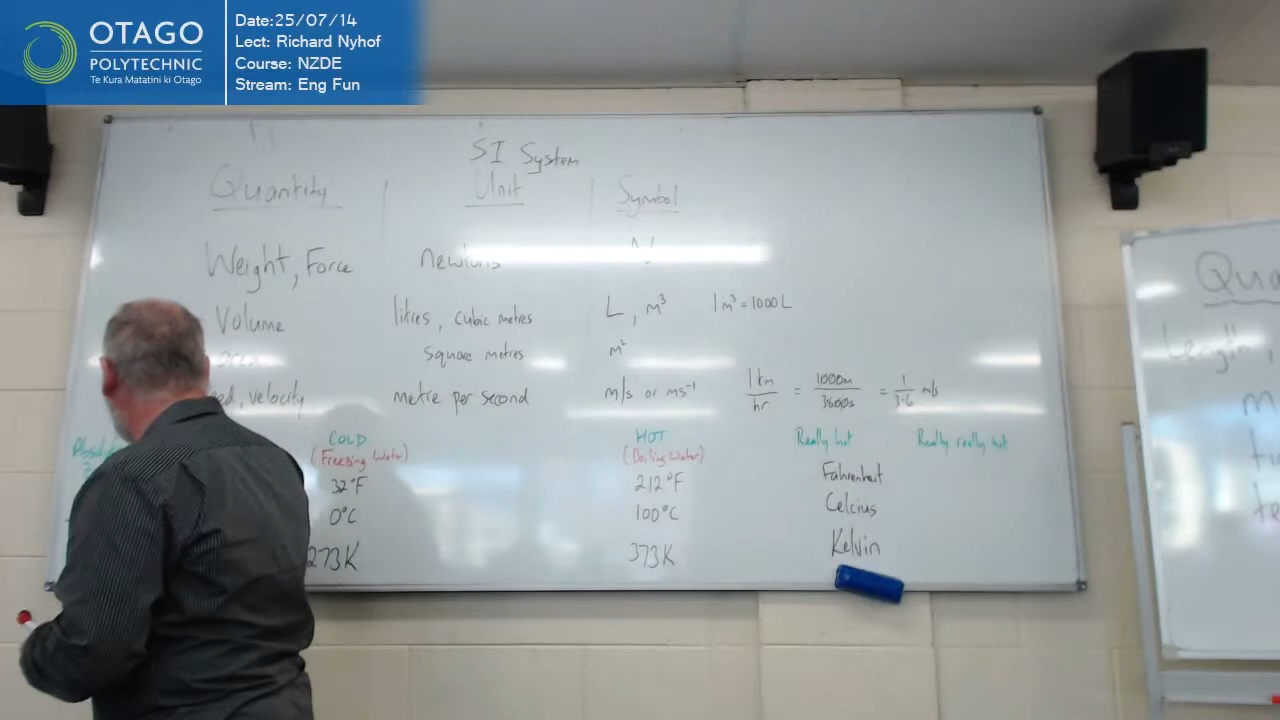 OTAGO
POLYTECHNIC
Te Kura Matatini ki Otago
Date:25/07/14
Lect: Richard Nyhof
Course: NZDE
Stream: Eng Fun
SI System
Quantity Unit Symbol
Weight, Force newtons N
Volume litres, cubic metres L, m³ 1m³ = 1000L
square metres m²
velocity metre per second m/s or ms⁻¹ 1km/hr = 1000m/3600s = 1/3.6 m/s
COLD HOT Really hot Really really hot
(Freezing Water) (Boiling Water)
32°F 212°F Fahrenheit
0°C 100°C Celcius
273K 373K Kelvin
Length,